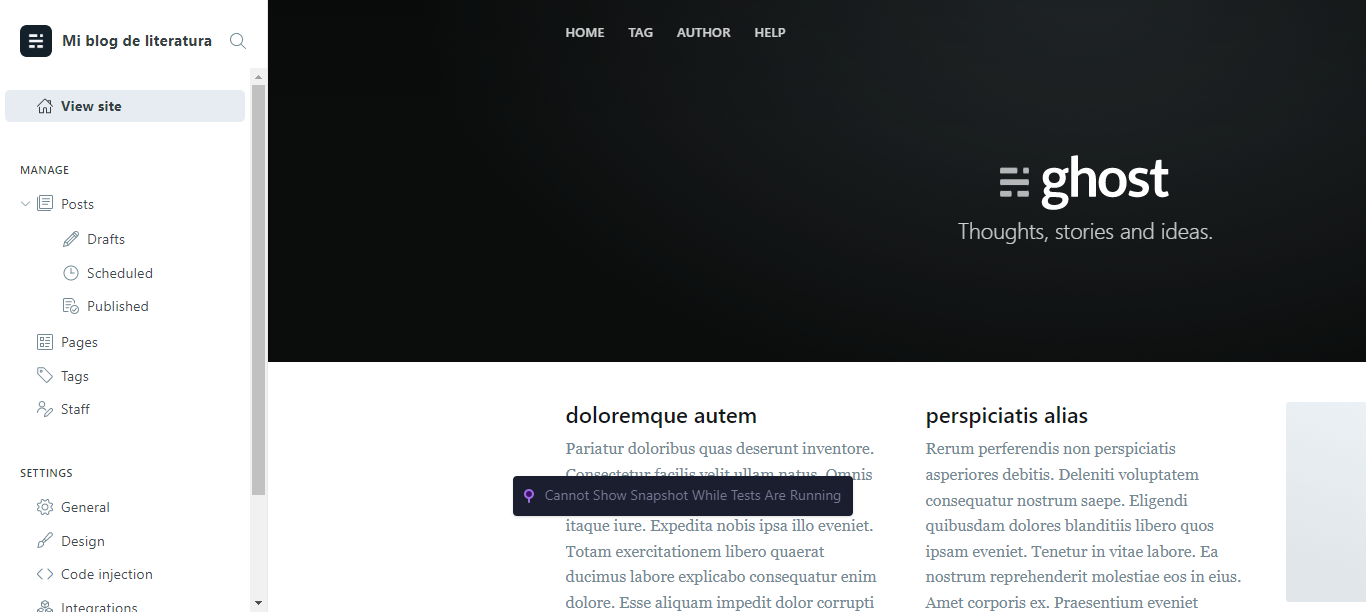 Mi blog de literatura
View site
MANAGE
Posts
Drafts
Scheduled
Published
Pages
Tags
Staff
SETTINGS
General
Design
Code injection
Integrations
HOME TAG AUTHOR HELP
ghost
Thoughts, stories and ideas.
doloremque autem
Pariatur doloribus quas deserunt inventore.
Consectetur facilis velit ullam natus. Omnis
Cannot Show Snapshot While Tests Are Running
itaque iure. Expedita nobis ipsa illo eveniet.
Totam exercitationem libero quaerat
ducimus labore explicabo consequatur enim
dolore. Esse aliquam impedit dolor corrupti
perspiciatis alias
Rerum perferendis non perspiciatis
asperiores debitis. Deleniti voluptatem
consequatur nostrum saepe. Eligendi
quibusdam dolores blanditiis libero quos
ipsam eveniet. Tenetur in vitae labore. Ea
nostrum reprehenderit molestiae eos in eius.
Amet corporis ex. Praesentium eveniet